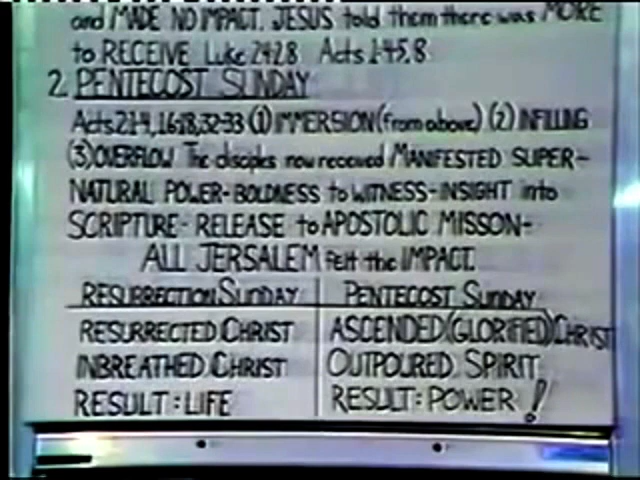 and MADE NO IMPACT. JESUS told them there was MORE
to RECEIVE Luke 24:28 Acts 1:4-5,8
2. PENTECOST SUNDAY
Acts 2:1-4, 16-18, 32-33 (1) IMMERSION (from above) (2) INFILLING
(3) OVERFLOW The disciples now received MANIFESTED SUPER-
NATURAL POWER - BOLDNESS to WITNESS - INSIGHT into
SCRIPTURE - RELEASE to APOSTOLIC MISSON -
ALL JERSALEM felt the IMPACT.
RESURRECTION SUNDAY PENTECOST SUNDAY
RESURRECTED CHRIST ASCENDED (GLORIFIED) CHRIST
INBREATHED CHRIST OUTPOURED SPIRIT
RESULT: LIFE RESULT: POWER !